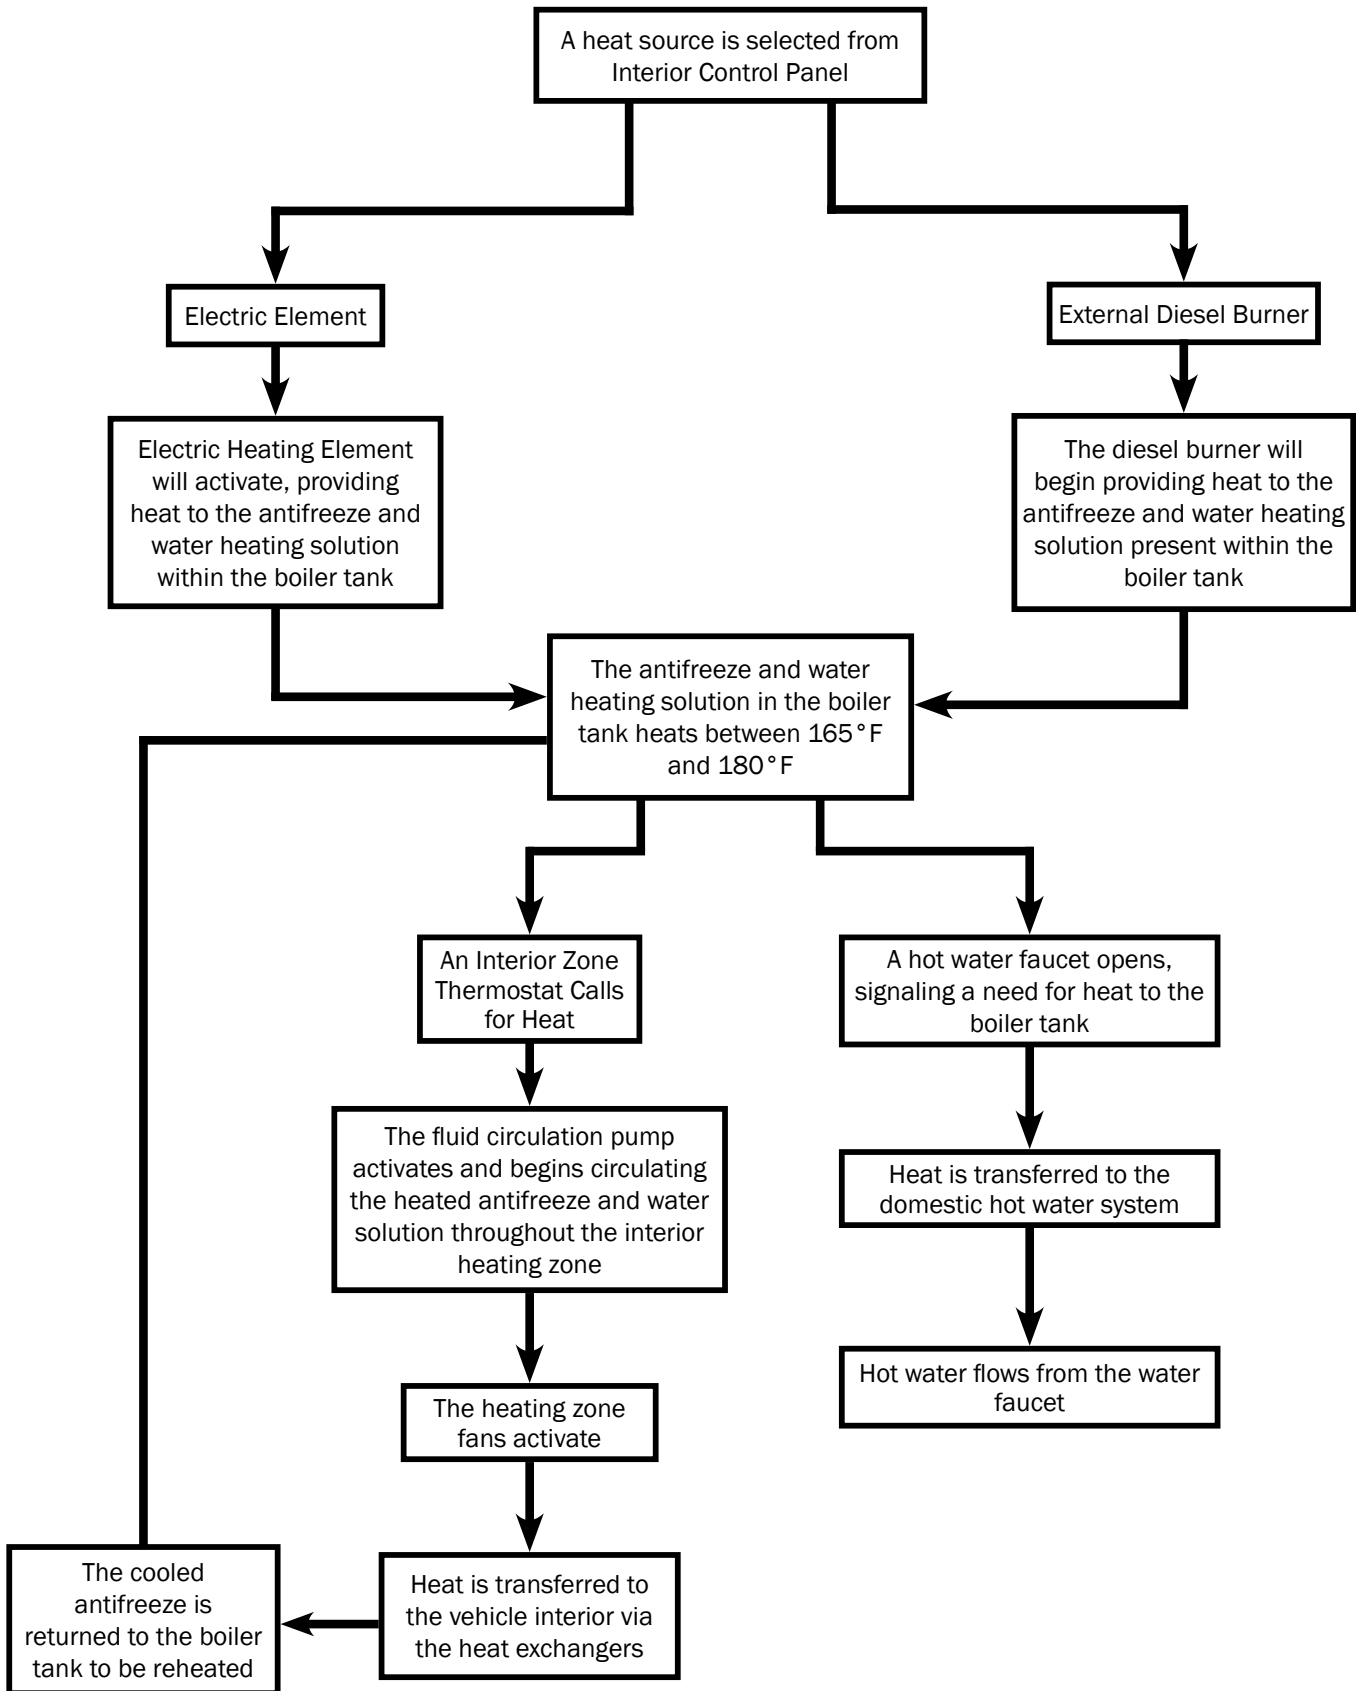 A heat source is selected from
Interior Control Panel
Electric Element
External Diesel Burner
Electric Heating Element
will activate, providing
heat to the antifreeze and
water heating solution
within the boiler tank
The diesel burner will
begin providing heat to the
antifreeze and water heating
solution present within the
boiler tank
The antifreeze and water
heating solution in the boiler
tank heats between 165°F
and 180°F
An Interior Zone
Thermostat Calls
for Heat
A hot water faucet opens,
signaling a need for heat to the
boiler tank
The fluid circulation pump
activates and begins circulating
the heated antifreeze and water
solution throughout the interior
heating zone
Heat is transferred to the
domestic hot water system
The heating zone
fans activate
Hot water flows from the water
faucet
Heat is transferred to
the vehicle interior via
the heat exchangers
The cooled
antifreeze is
returned to the boiler
tank to be reheated